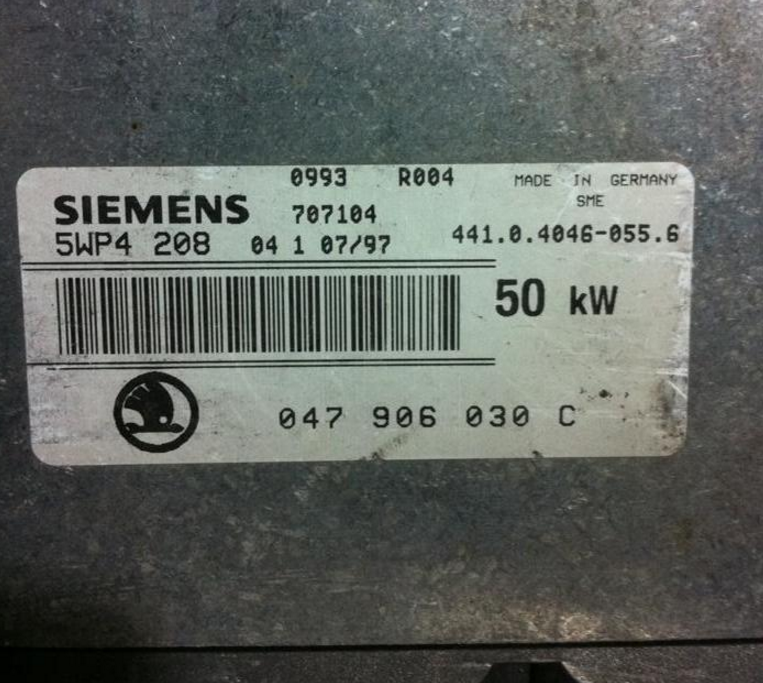 0993 R004 MADE IN GERMANY
SIEMENS 707104 SME
5WP4 208 04 1 07/97 441.0.4046-055.6
50 kW
047 906 030 C